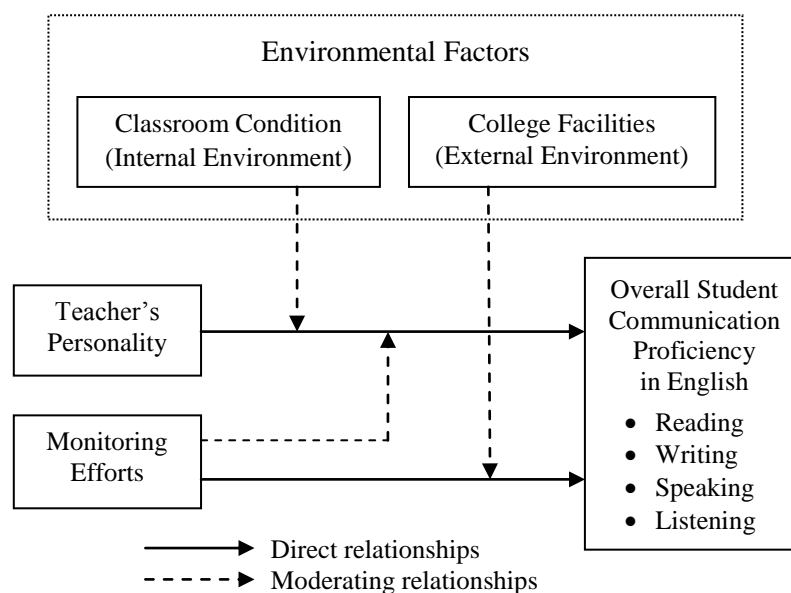 Environmental Factors
Classroom Condition
(Internal Environment)
College Facilities
(External Environment)
Teacher's
Personality
Monitoring
Efforts
Overall Student
Communication
Proficiency
in English
• Reading
• Writing
• Speaking
• Listening
Direct relationships
Moderating relationships